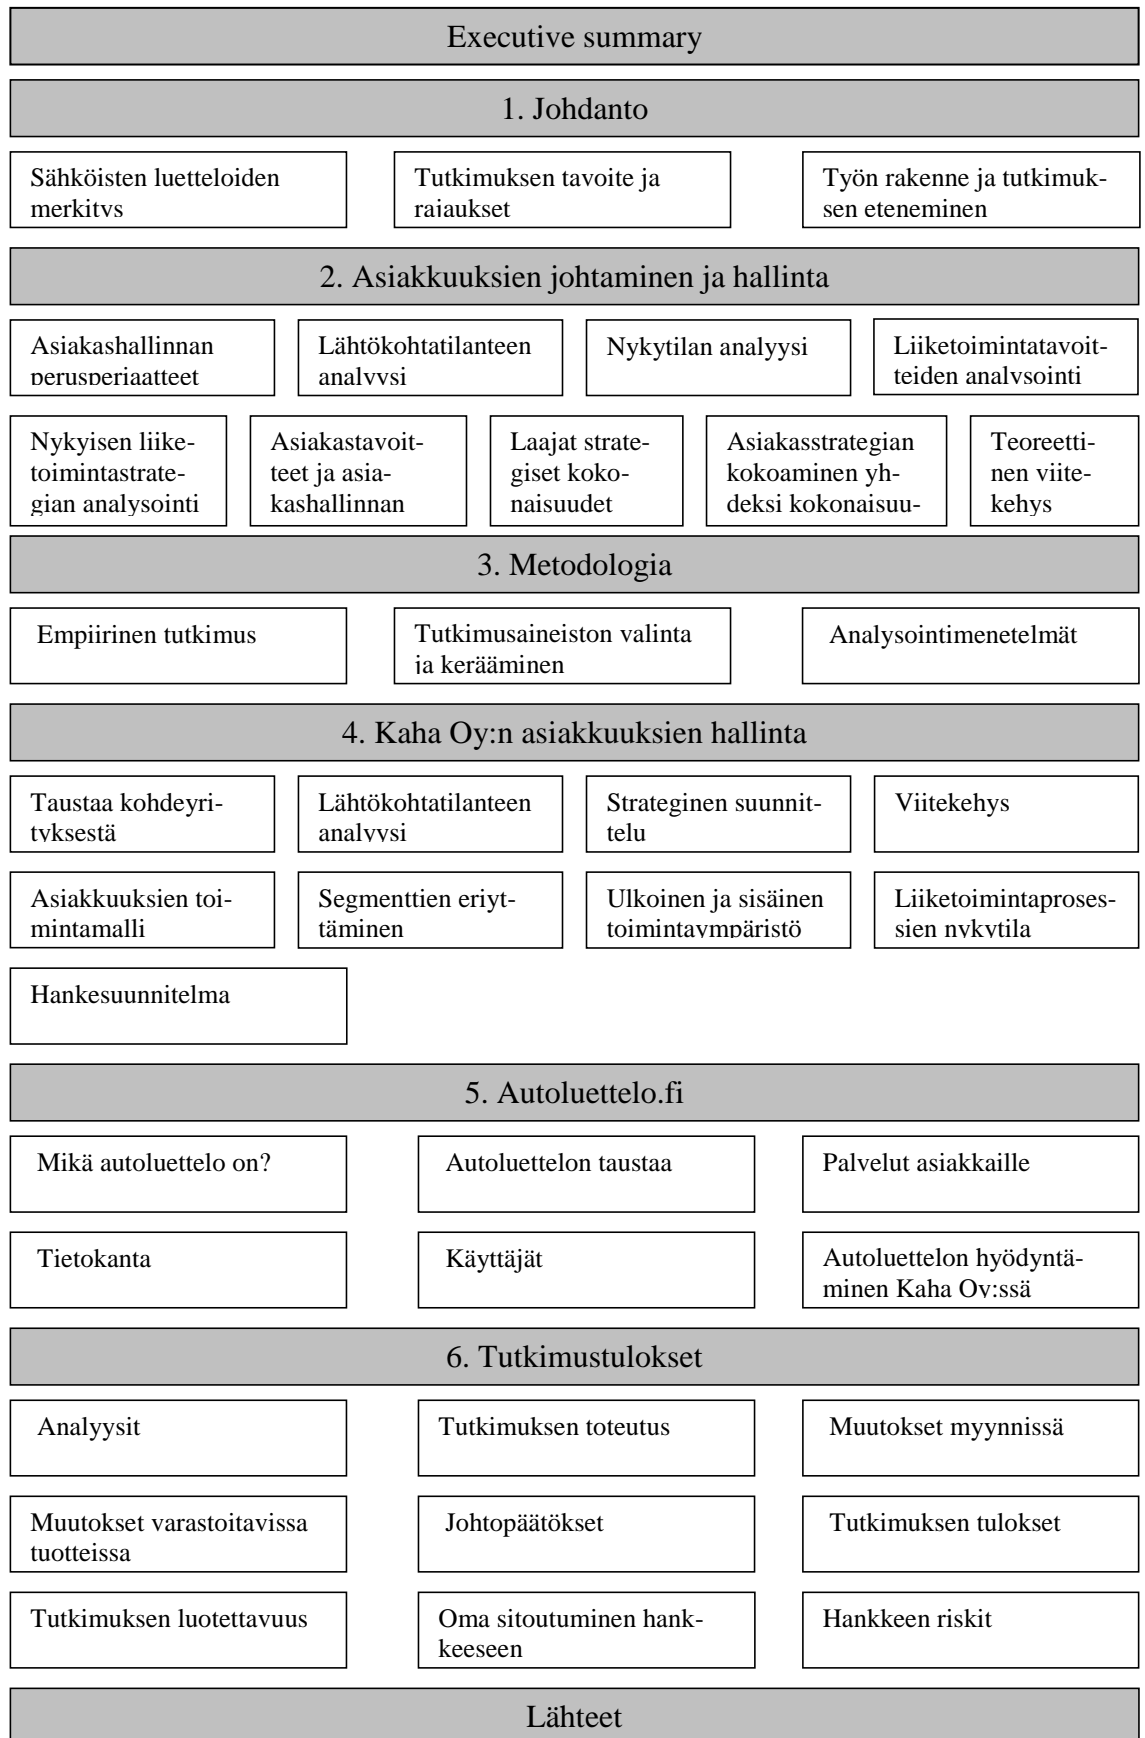 Executive summary
1. Johdanto
Sähköisten luetteloiden
merkitys
Tutkimuksen tavoite ja
rajaukset
Työn rakenne ja tutkimuk-
sen eteneminen
2. Asiakkuuksien johtaminen ja hallinta
Asiakashallinnan
perusperiaatteet
Lähtökohtatilanteen
analyysi
Nykytilan analyysi
Liiketoimintatavoit-
teiden analysointi
Nykyisen liike-
toimintastrate-
gian analysointi
Asiakastavoit-
teet ja asia-
kashallinnan
Laajat strate-
giset koko-
naisuudet
Asiakasstrategian
kokoaminen yh-
deksi kokonaisuu-
Teoreetti-
nen viite-
kehys
3. Metodologia
Empiirinen tutkimus
Tutkimusaineiston valinta
ja kerääminen
Analysointimenetelmät
4. Kaha Oy:n asiakkuuksien hallinta
Taustaa kohdeyri-
tyksestä
Lähtökohtatilanteen
analyysi
Strateginen suunnit-
telu
Viitekehys
Asiakkuuksien toi-
mintamalli
Segmenttien eriyt-
täminen
Ulkoinen ja sisäinen
toimintaympäristö
Liiketoimintaproses-
sien nykytila
Hankesuunnitelma
5. Autoluettelo.fi
Mikä autoluettelo on?
Autoluettelon taustaa
Palvelut asiakkaille
Tietokanta
Käyttäjät
Autoluettelon hyödyntä-
minen Kaha Oy:ssä
6. Tutkimustulokset
Analyysit
Tutkimuksen toteutus
Muutokset myynnissä
Muutokset varastoitavissa
tuotteissa
Johtopäätökset
Tutkimuksen tulokset
Tutkimuksen luotettavuus
Oma sitoutuminen hank-
keeseen
Hankkeen riskit
Lähteet